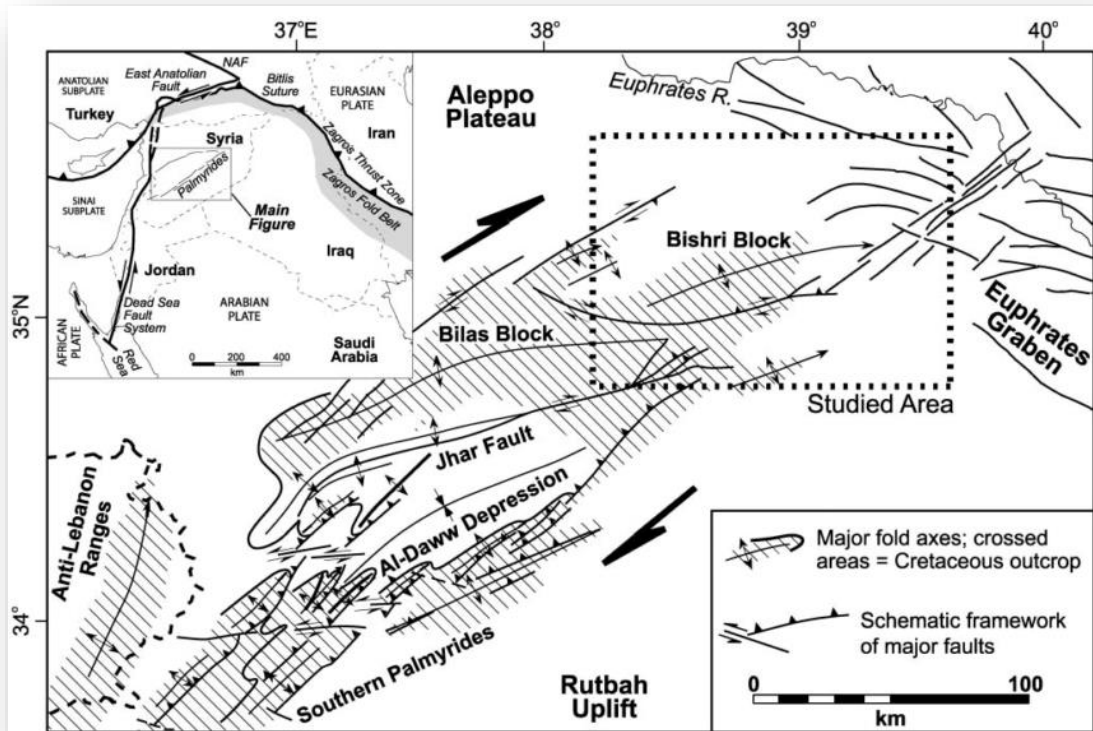 37°E
38°
39°
40°
35°N
34°
NAF
East Anatolian
Fault
Bitlis
Suture
ANATOLIAN
SUBPLATE
EURASIAN
PLATE
Turkey
Iran
Syria
Zagros Thrust Zone
Palmyrides
Zagros Fold Belt
SINAI
SUBPLATE
Main
Figure
Iraq
Jordan
Dead Sea
Fault
System
ARABIAN
PLATE
AFRICAN
PLATE
Red
Sea
Saudi
Arabia
0 200 400
km
Aleppo
Plateau
Euphrates R.
Bishri Block
Bilas Block
Euphrates
Graben
Studied Area
Jhar Fault
Al-Daww Depression
Anti-Lebanon
Ranges
Southern Palmyrides
Rutbah
Uplift
Major fold axes; crossed
areas = Cretaceous outcrop
Schematic framework
of major faults
0 100
km